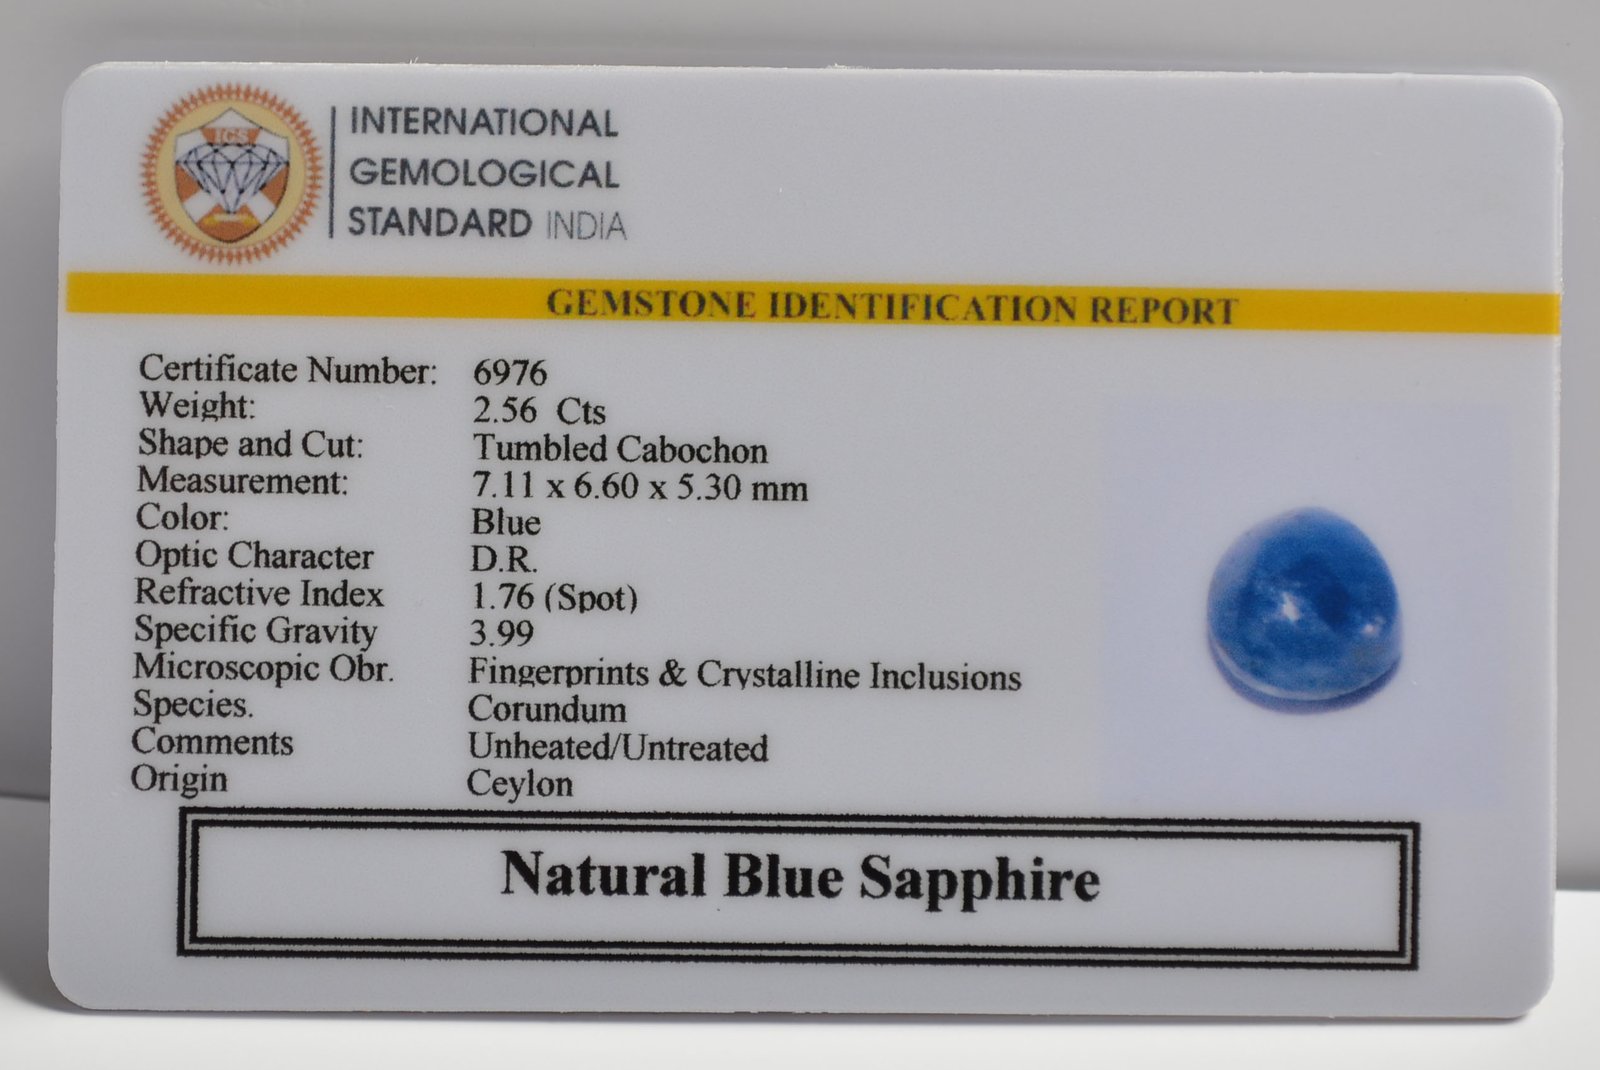 IGS
INTERNATIONAL
GEMOLOGICAL
STANDARD INDIA
GEMSTONE IDENTIFICATION REPORT
Certificate Number: 6976
Weight: 2.56 Cts
Shape and Cut: Tumbled Cabochon
Measurement: 7.11 x 6.60 x 5.30 mm
Color: Blue
Optic Character D.R.
Refractive Index 1.76 (Spot)
Specific Gravity 3.99
Microscopic Obr. Fingerprints & Crystalline Inclusions
Species. Corundum
Comments Unheated/Untreated
Origin Ceylon
Natural Blue Sapphire